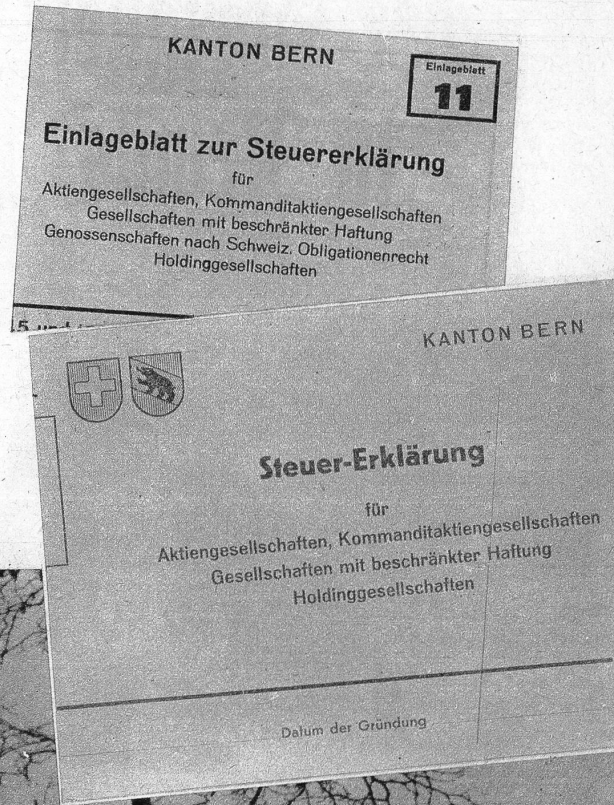 KANTON BERN
Einlageblatt
11
Einlageblatt zur Steuererklärung
für
Aktiengesellschaften, Kommanditaktiengesellschaften
Gesellschaften mit beschränkter Haftung
Genossenschaften nach Schweiz. Obligationenrecht
Holdinggesellschaften
KANTON BERN
Steuer-Erklärung
für
Aktiengesellschaften, Kommanditaktiengesellschaften
Gesellschaften mit beschränkter Haftung
Holdinggesellschaften
Datum der Gründung